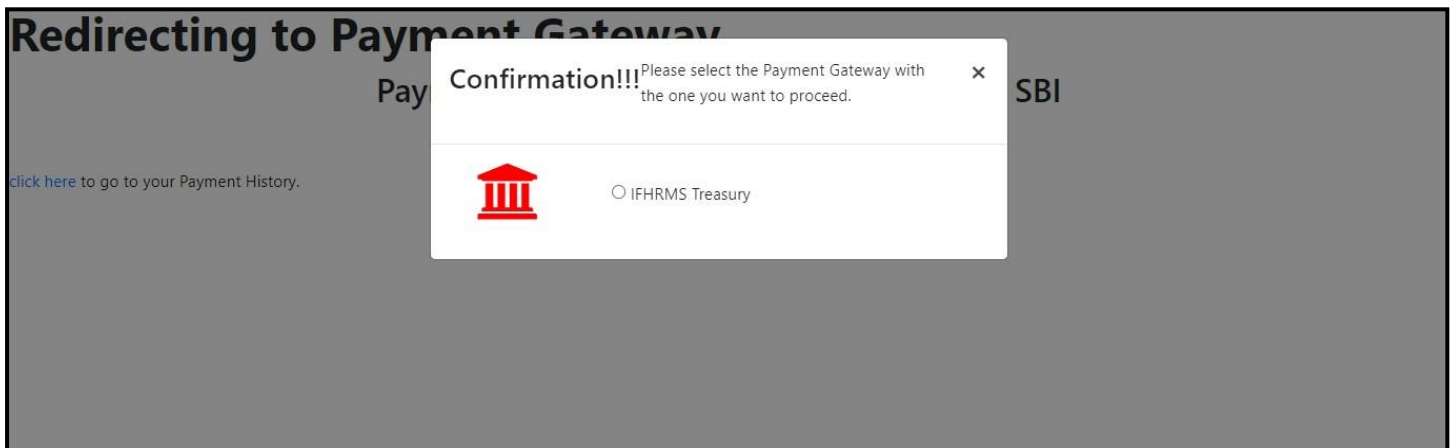 Redirecting to Payment Gateway
Confirmation!!! Please select the Payment Gateway with
the one you want to proceed.
×
Pay
SBI
click here to go to your Payment History.
IFHRMS Treasury